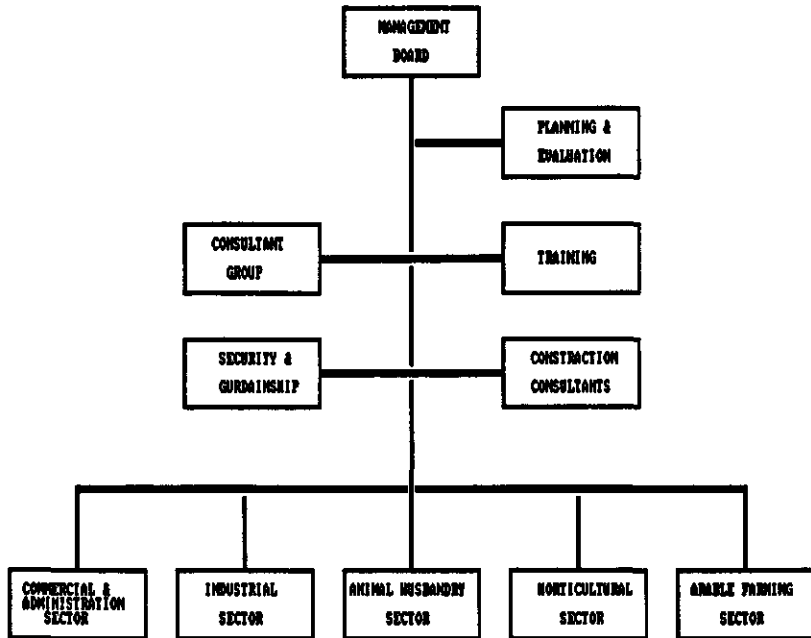 MANAGEMENT
BOARD
PLANNING &
EVALUATION
CONSULTANT
GROUP
TRAINING
SECURITY &
GURDAINSHIP
CONSTRACTION
CONSULTANTS
COMMERCIAL &
ADMINISTRATION
SECTOR
INDUSTRIAL
SECTOR
ANIMAL HUSBANDRY
SECTOR
HORTICULTURAL
SECTOR
ARABLE FARMING
SECTOR